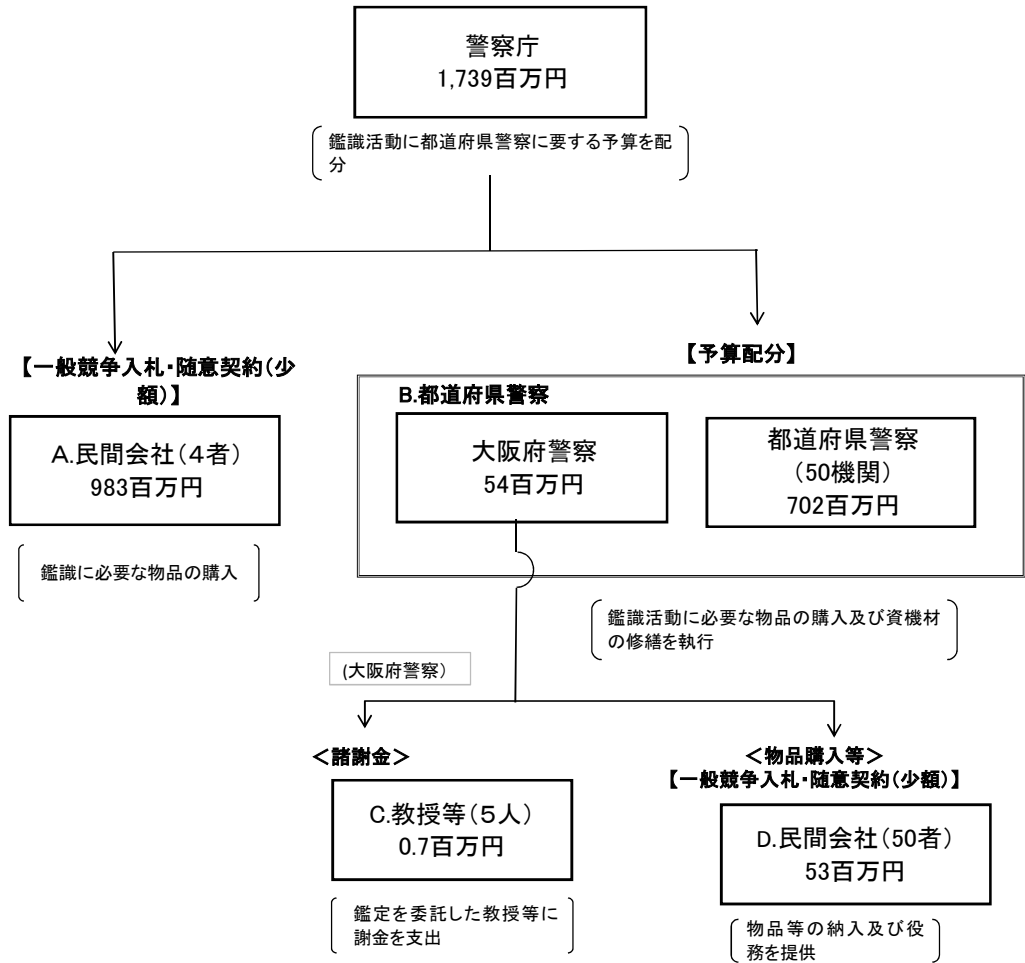 警察庁
1,739百万円
鑑識活動に都道府県警察に要する予算を配
分
【一般競争入札・随意契約(少
額)】
A.民間会社(4者)
983百万円
鑑識に必要な物品の購入
【予算配分】
B.都道府県警察
大阪府警察
54百万円
都道府県警察
(50機関)
702百万円
鑑識活動に必要な物品の購入及び資機材
の修繕を執行
(大阪府警察)
＜諸謝金＞
C.教授等(5人)
0.7百万円
鑑定を委託した教授等に
謝金を支出
＜物品購入等＞
【一般競争入札・随意契約(少額)】
D.民間会社(50者)
53百万円
物品等の納入及び役
務を提供